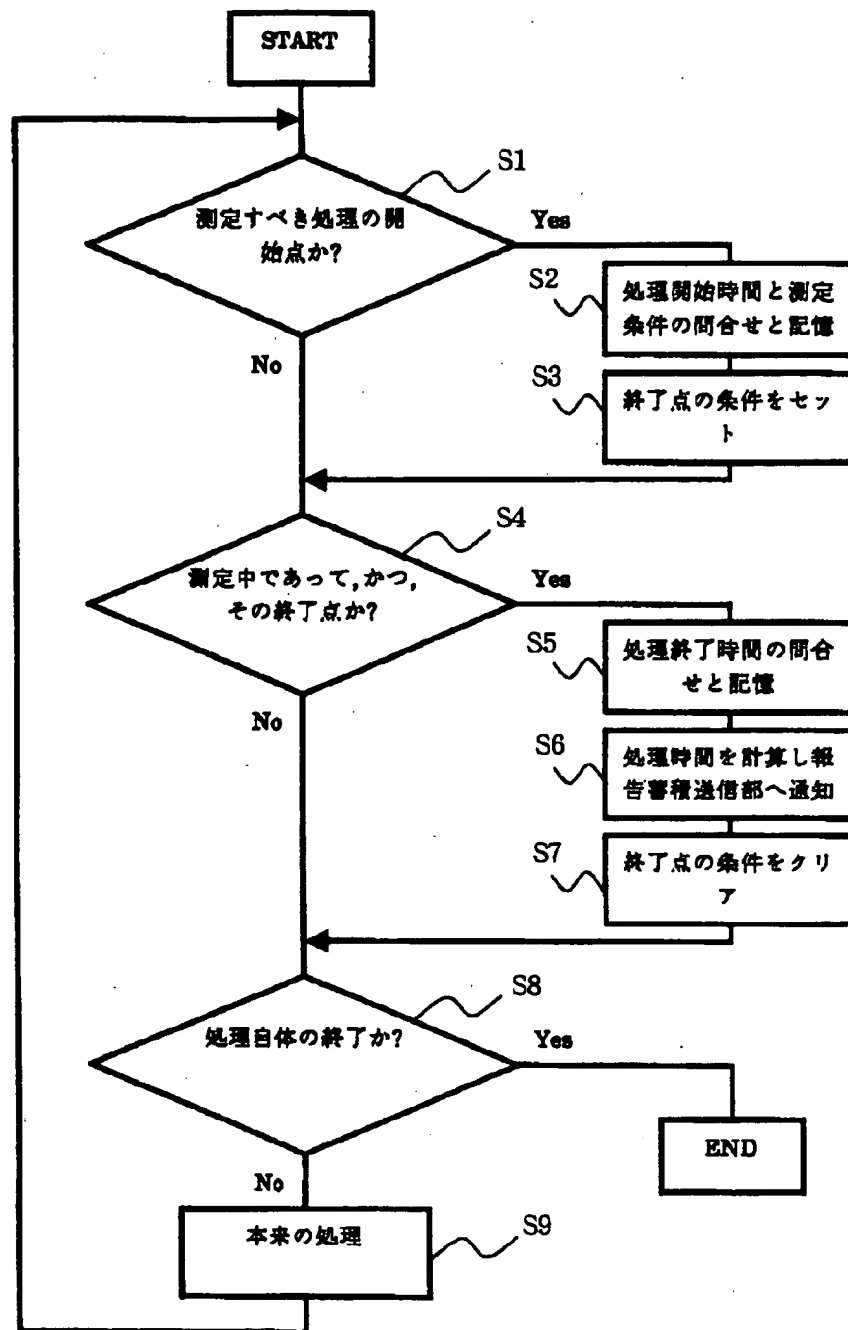 START
S1
測定すべき処理の開
始点か?
Yes
No
S2
処理開始時間と測定
条件の問合せと記憶
S3
終了点の条件をセッ
ト
S4
測定中であって,かつ,
その終了点か?
Yes
No
S5
処理終了時間の問合
せと記憶
S6
処理時間を計算し報
告蓄積送信部へ通知
S7
終了点の条件をクリ
ア
S8
処理自体の終了か?
Yes
END
No
本来の処理
S9